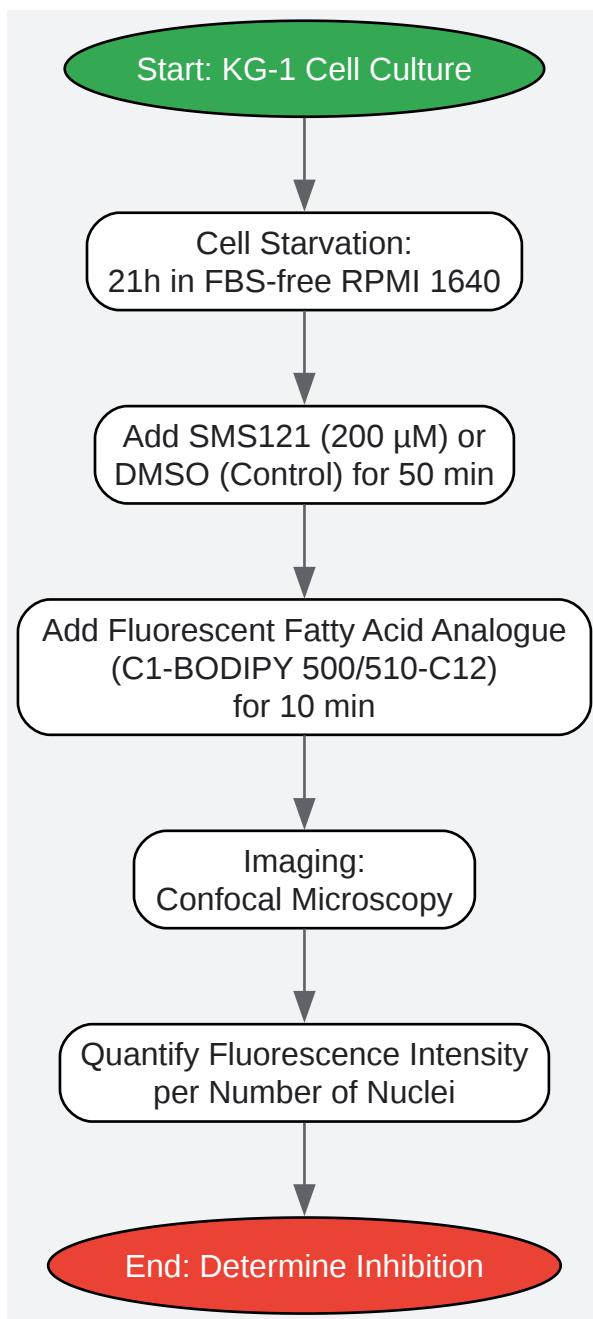 Start: KG-1 Cell Culture
Cell Starvation:
21h in FBS-free RPMI 1640
Add SMS121 (200 µM) or
DMSO (Control) for 50 min
Add Fluorescent Fatty Acid Analogue
(C1-BODIPY 500/510-C12)
for 10 min
Imaging:
Confocal Microscopy
Quantify Fluorescence Intensity
per Number of Nuclei
End: Determine Inhibition